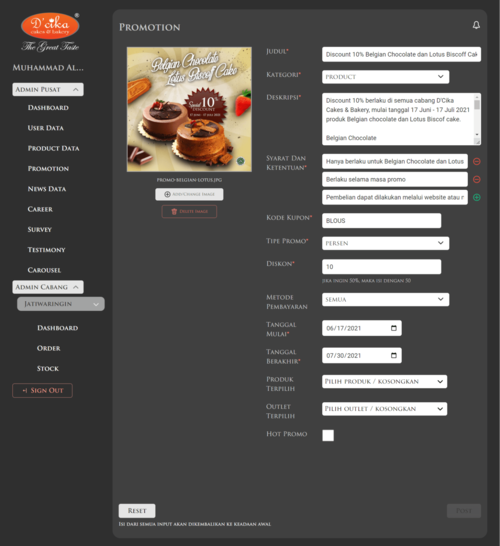 D'cika
cakes & bakery
The Great Taste
Muhammad Al...
Admin Pusat
Dashboard
User Data
Product Data
Promotion
News Data
Career
Survey
Testimony
Carousel
Admin Cabang
Jatiwaringin
Dashboard
Order
Stock
Sign Out
Promotion
Belgian Chocolate
Lotus Biscoff Cake
10%
DISCOUNT
PROMO-BELGIAN-LOTUS.JPG
Add/Change Image
Delete Image
Judul*
Discount 10% Belgian Chocolate dan Lotus Biscoff Cak
Kategori*
Product
Deskripsi*
Discount 10% berlaku di semua cabang D'Cika
Cakes & Bakery, mulai tanggal 17 Juni - 17 Juli 2021
produk Belgian chocolate dan Lotus Biscof cake.
Belgian Chocolate
Syarat Dan
Ketentuan*
Hanya berlaku untuk Belgian Chocolate dan Lotus
Berlaku selama masa promo
Pembelian dapat dilakukan melalui website atau r
Kode Kupon*
BLOUS
Tipe Promo*
Persen
Diskon*
10
Jika ingin 50%, maka isi dengan 50
Metode
Pembayaran
Semua
Tanggal
Mulai*
06/17/2021
Tanggal
Berakhir*
07/30/2021
Produk
Terpilih
Pilih Produk / Kosongkan
Outlet
Terpilih
Pilih Outlet / Kosongkan
Hot Promo
Reset
Isi dari semua input akan dikembalikan ke keadaan awal